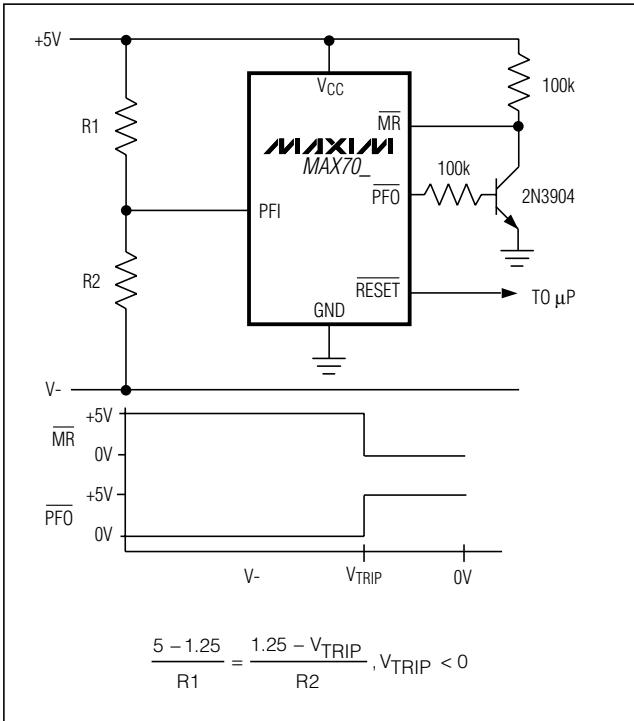 +5V
VCC
100k
R1
MR
MAXIM
MAX70_
100k
2N3904
PFI
PFO
R2
RESET
TO μP
GND
V-
+5V
MR
0V
+5V
PFO
0V
V-
VTRIP
0V
5 – 1.25 / R1 = 1.25 – VTRIP / R2 , VTRIP < 0